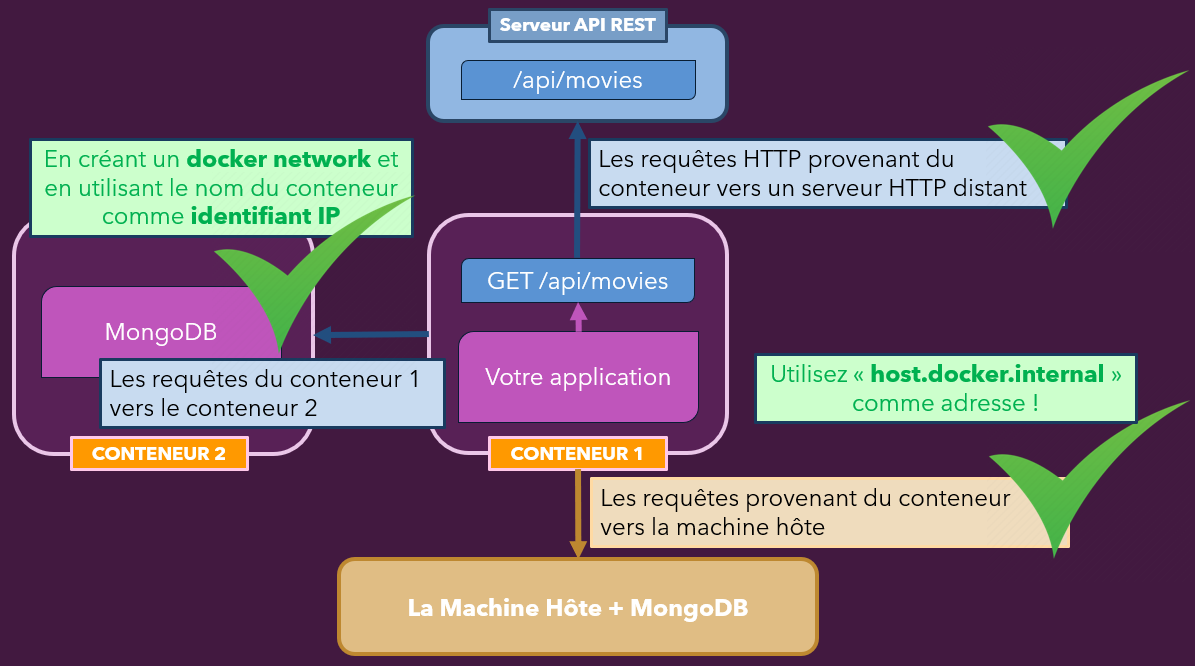 Serveur API REST
/api/movies
En créant un docker network et
en utilisant le nom du conteneur
comme identifiant IP
Les requêtes HTTP provenant du
conteneur vers un serveur HTTP distant
GET /api/movies
MongoDB
Votre application
Les requêtes du conteneur 1
vers le conteneur 2
Utilisez « host.docker.internal »
comme adresse !
CONTENEUR 2
CONTENEUR 1
Les requêtes provenant du conteneur
vers la machine hôte
La Machine Hôte + MongoDB